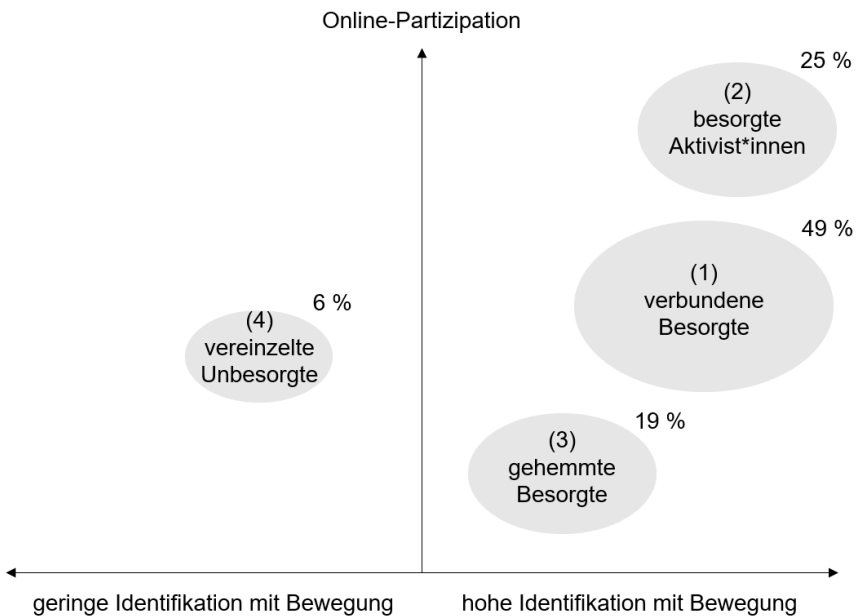 Online-Partizipation
25 %
(2)
besorgte
Aktivist*innen
49 %
(1)
verbundene
Besorgte
6 %
(4)
vereinzelte
Unbesorgte
19 %
(3)
gehemmte
Besorgte
geringe Identifikation mit Bewegung
hohe Identifikation mit Bewegung